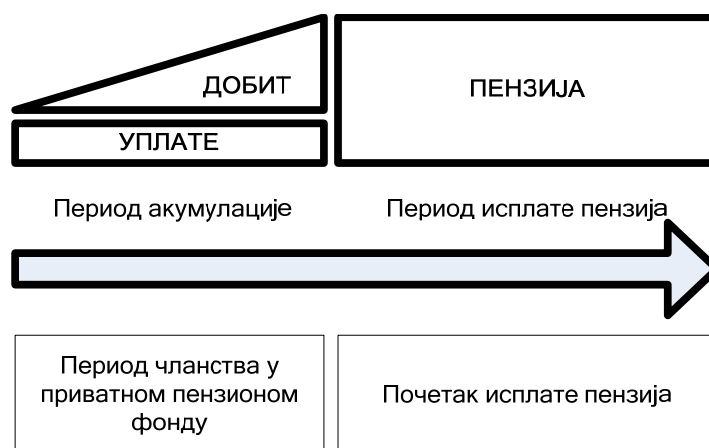 ДОБИТ
ПЕНЗИЈА
УПЛАТЕ
Период акумулације
Период исплате пензија
Период чланства у
приватном пензионом
фонду
Почетак исплате пензија